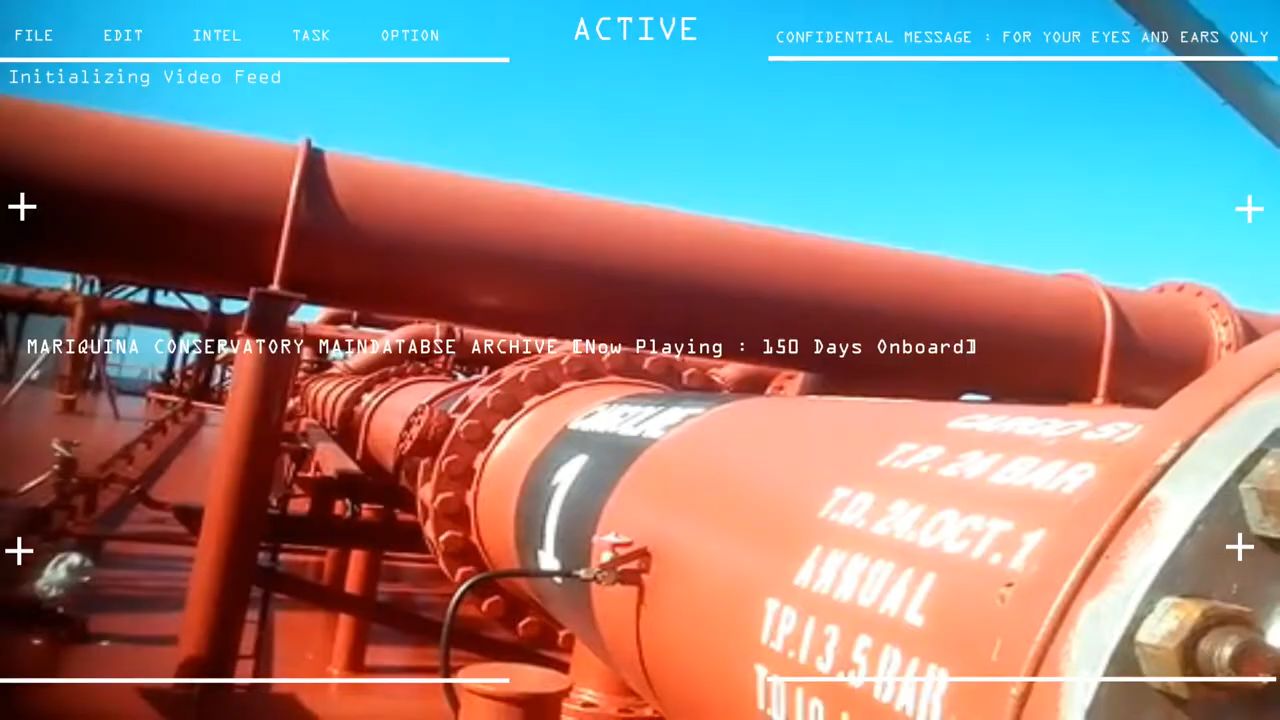 FILE EDIT INTEL TASK OPTION
ACTIVE
CONFIDENTIAL MESSAGE : FOR YOUR EYES AND EARS ONLY
Initializing Video Feed
MARIQUINA CONSERVATORY MAINDATABSE ARCHIVE [Now Playing : 150 Days Onboard]
1
CARGO
T.P. 24 BAR
T.D. 24.OCT.1
ANNUAL
T.P.13.5 BAR